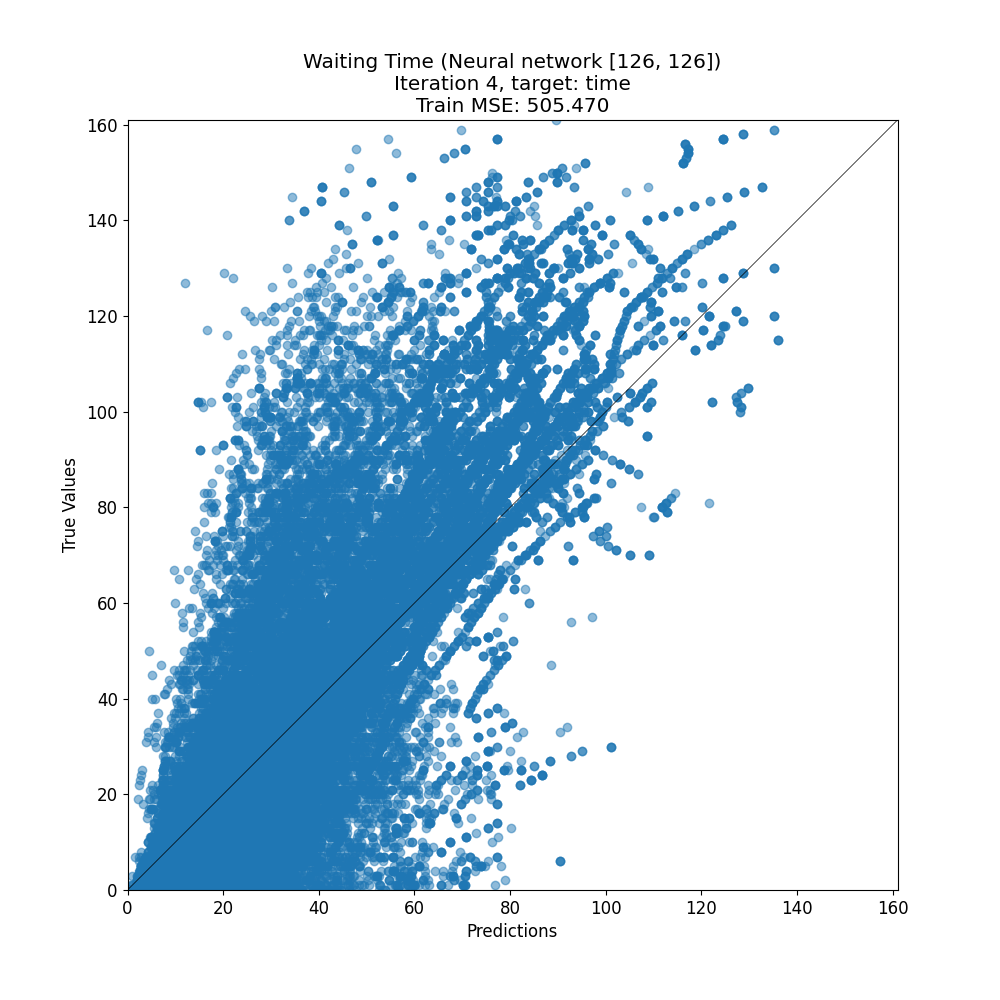 Waiting Time (Neural network [126, 126])
Iteration 4, target: time
Train MSE: 505.470
160
140
120
100
80
60
40
20
0
True Values
0 20 40 60 80 100 120 140 160
Predictions